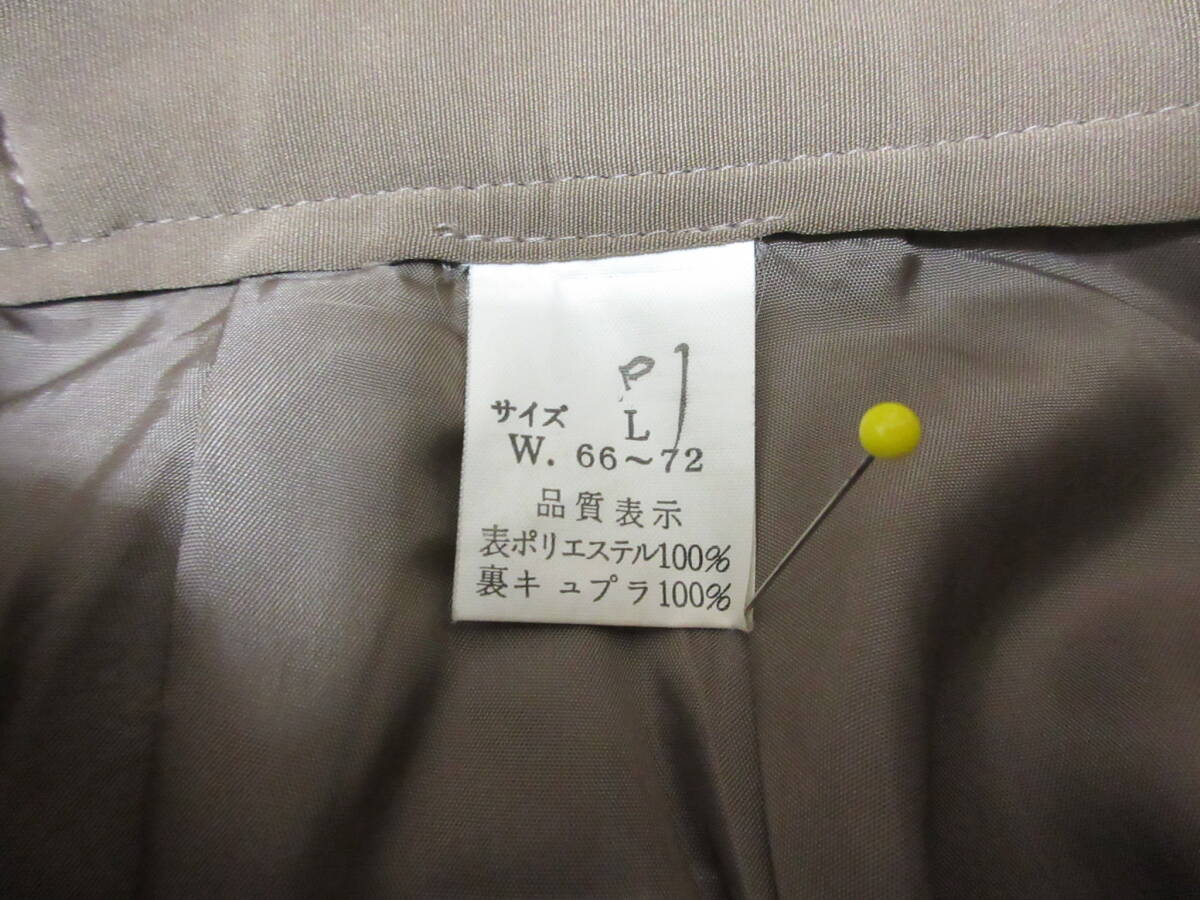 サイズ L
W. 66～72
品質表示
表ポリエステル100%
裏キュプラ100%